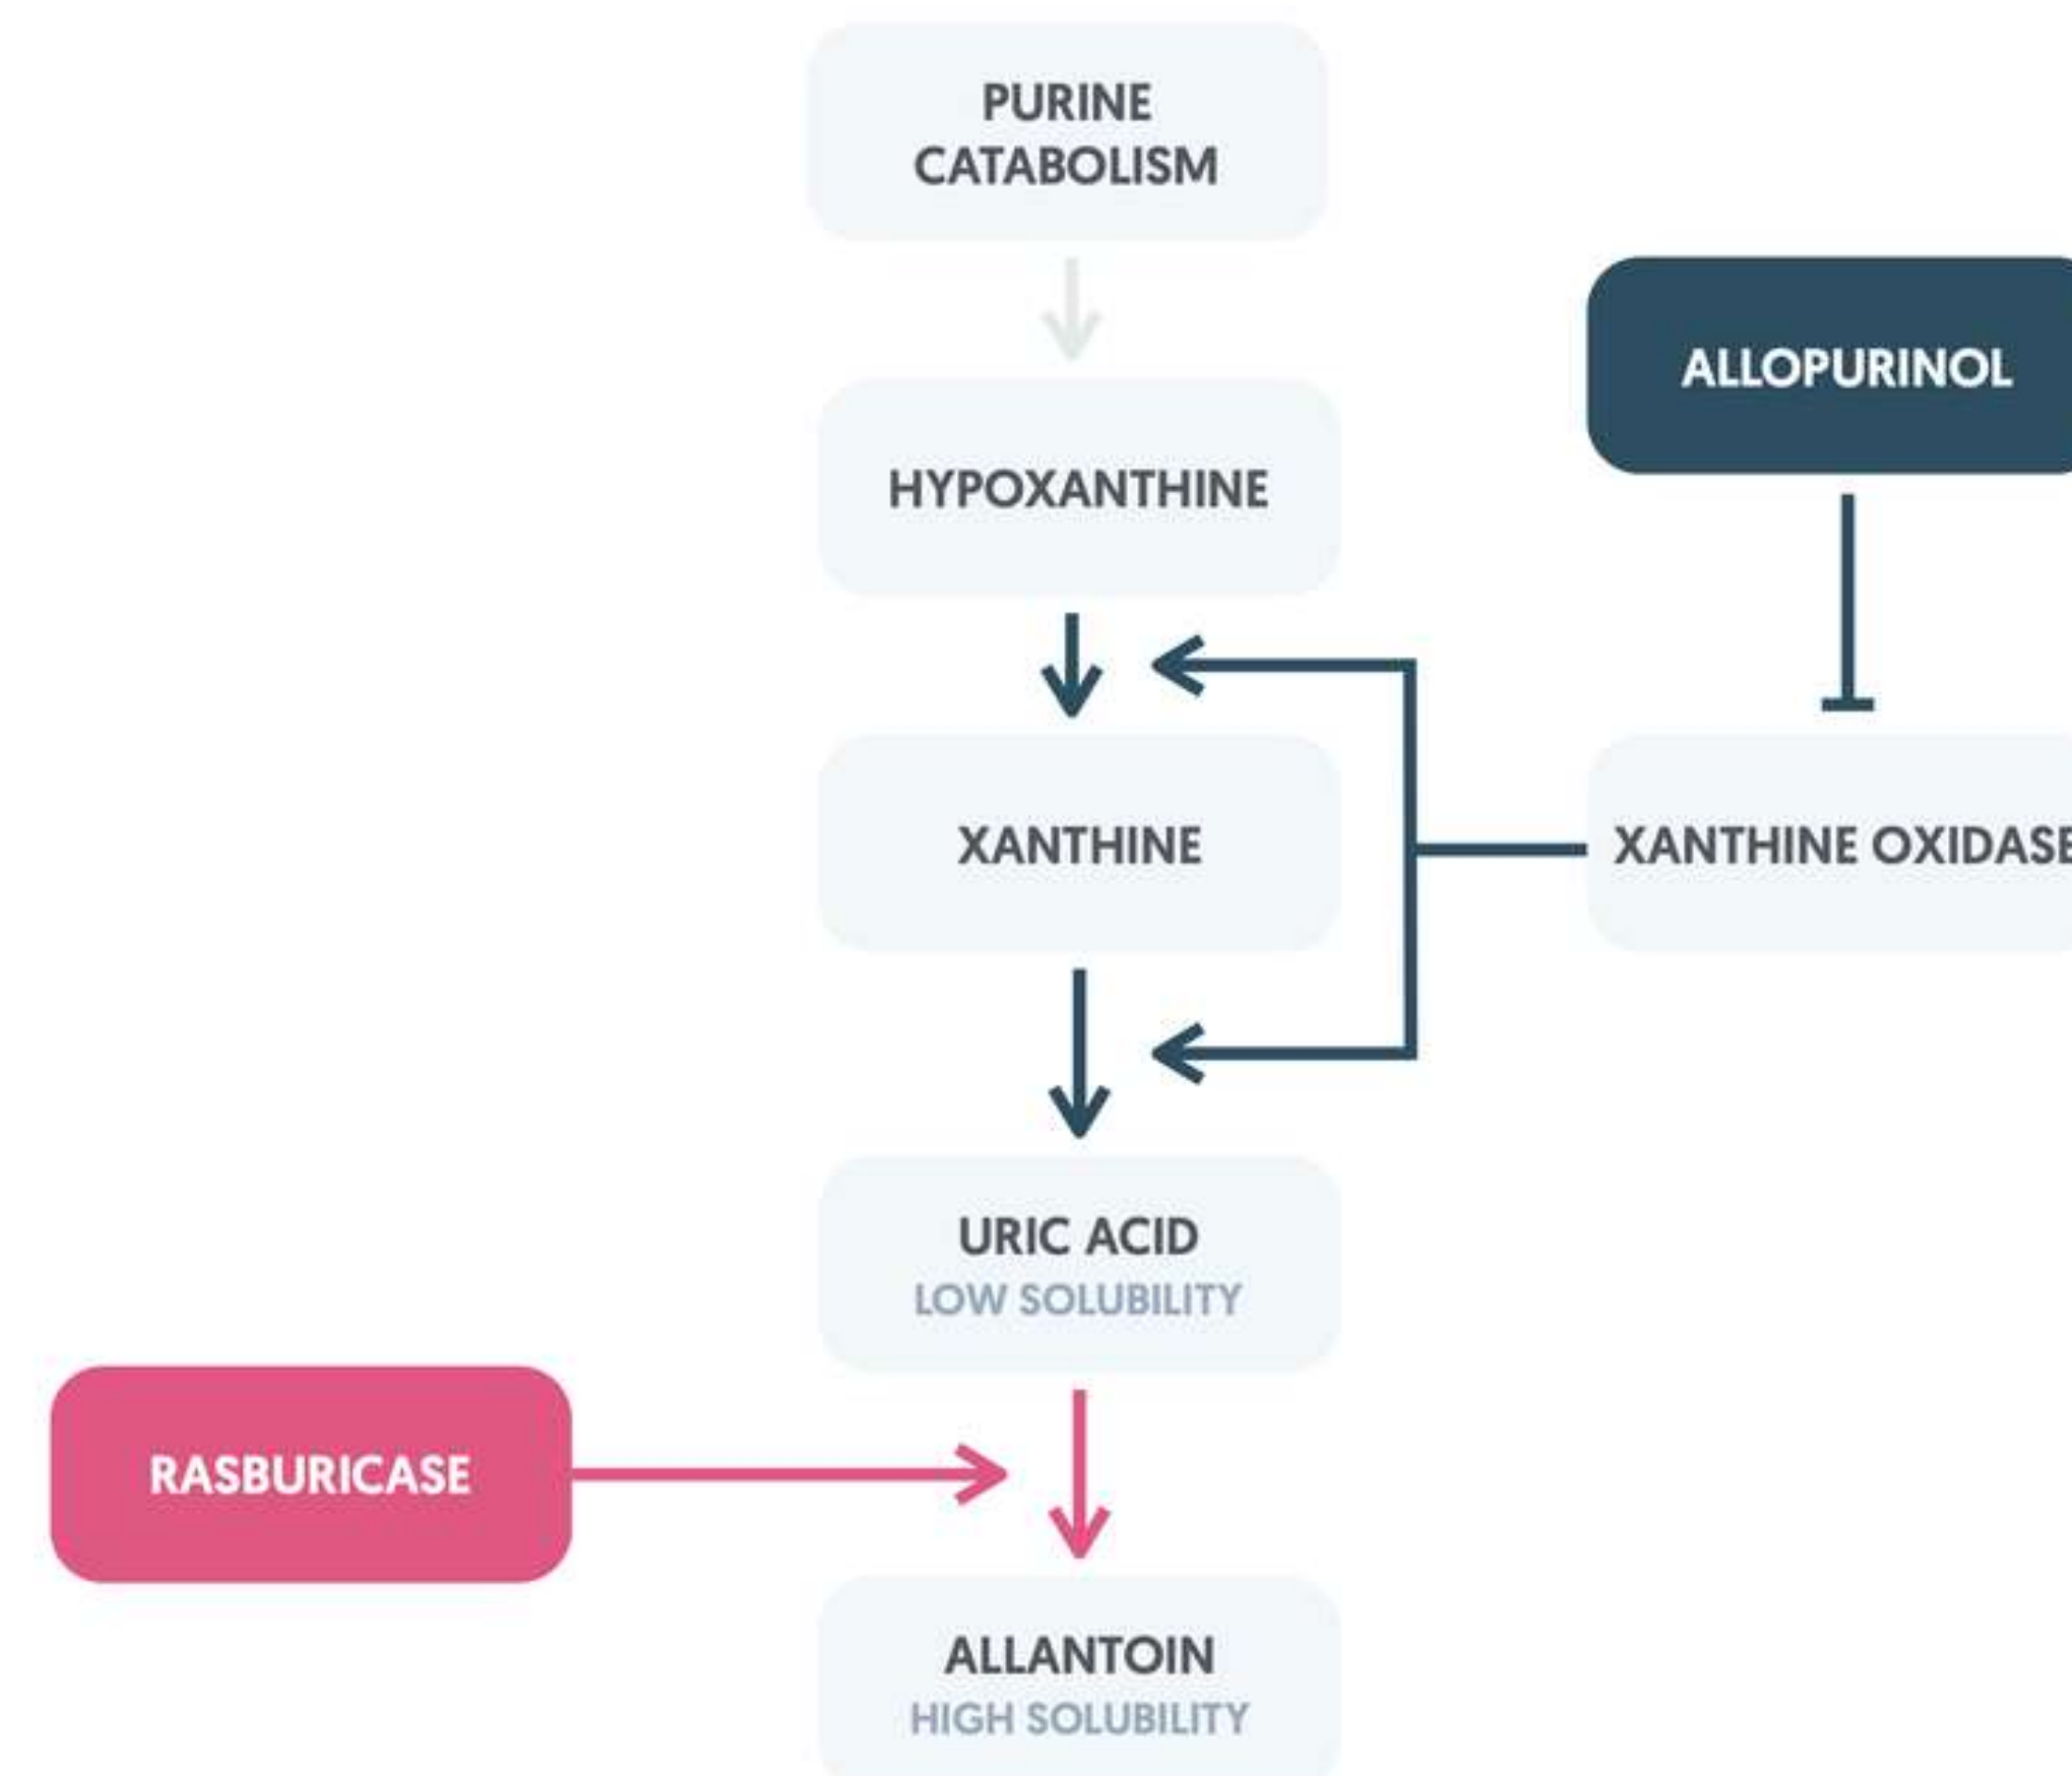 PURINE
CATABOLISM
ALLOPURINOL
HYPOXANTHINE
XANTHINE
XANTHINE OXIDASE
URIC ACID
LOW SOLUBILITY
RASBURICASE
ALLANTOIN
HIGH SOLUBILITY